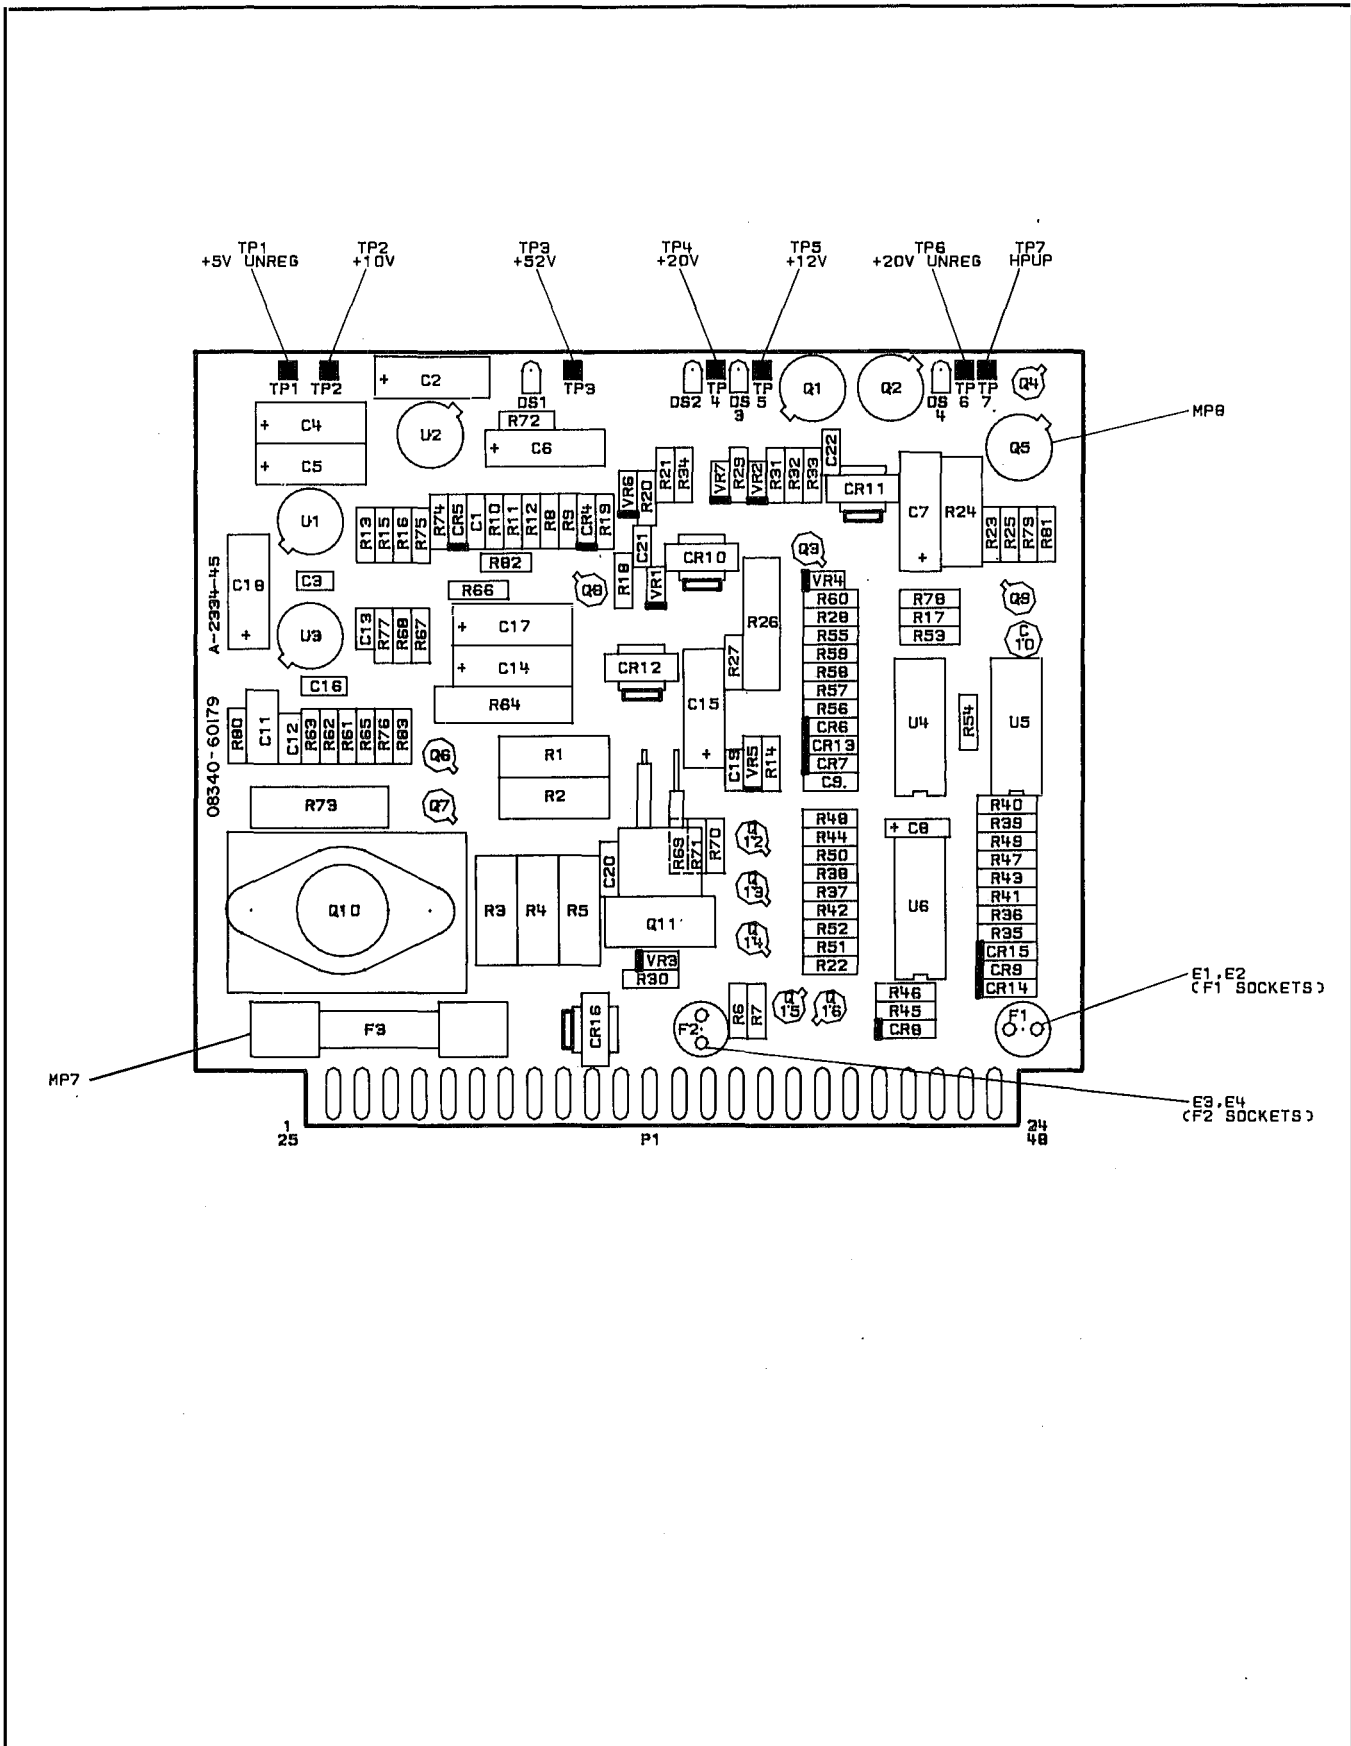 TP1
+5V UNREG
TP2
+10V
TP3
+52V
TP4
+20V
TP5
+12V
TP6
+20V UNREG
TP7
HPUP
TP1
TP2
C2
DS1
TP3
DS2
TP
4
DS
3
TP
5
Q1
Q2
DS
4
TP
6
TP
7
Q4
MP8
C4
C5
U2
R72
C6
Q5
R21
R34
VR7
R29
VR2
R31
R32
R33
C22
CR11
VR6
R20
C7
R24
U1
R13
R15
R16
R75
R74
CR5
C1
R10
R11
R12
R8
R9
CR4
R19
R23
R25
R79
R81
C21
CR10
Q3
C18
C3
R82
R66
Q8
R18
VR1
R26
VR4
R60
R28
R55
R59
R58
R57
R56
CR6
CR13
CR7
C9
R78
R17
R53
Q9
C
10
A-2334-45
U3
C13
R77
R68
R67
C17
C14
R64
CR12
R27
C15
C16
U4
R54
U5
08340-60179
R80
C11
C12
R63
R62
R61
R65
R76
R83
Q6
R1
R2
C19
VR5
R14
R73
Q7
R40
R39
R49
R47
R43
R41
R36
R35
CR15
CR9
CR14
R48
R44
R50
R38
R37
R42
R52
R51
R22
C8
U6
R69
R71
R70
Q
12
Q
13
Q
14
C20
Q10
R3
R4
R5
Q11
VR3
R30
E1,E2
(F1 SOCKETS)
R46
R45
CR8
F3
CR16
F2
R6
R7
Q
15
Q
16
F1
MP7
E3,E4
(F2 SOCKETS)
1
25
P1
24
48